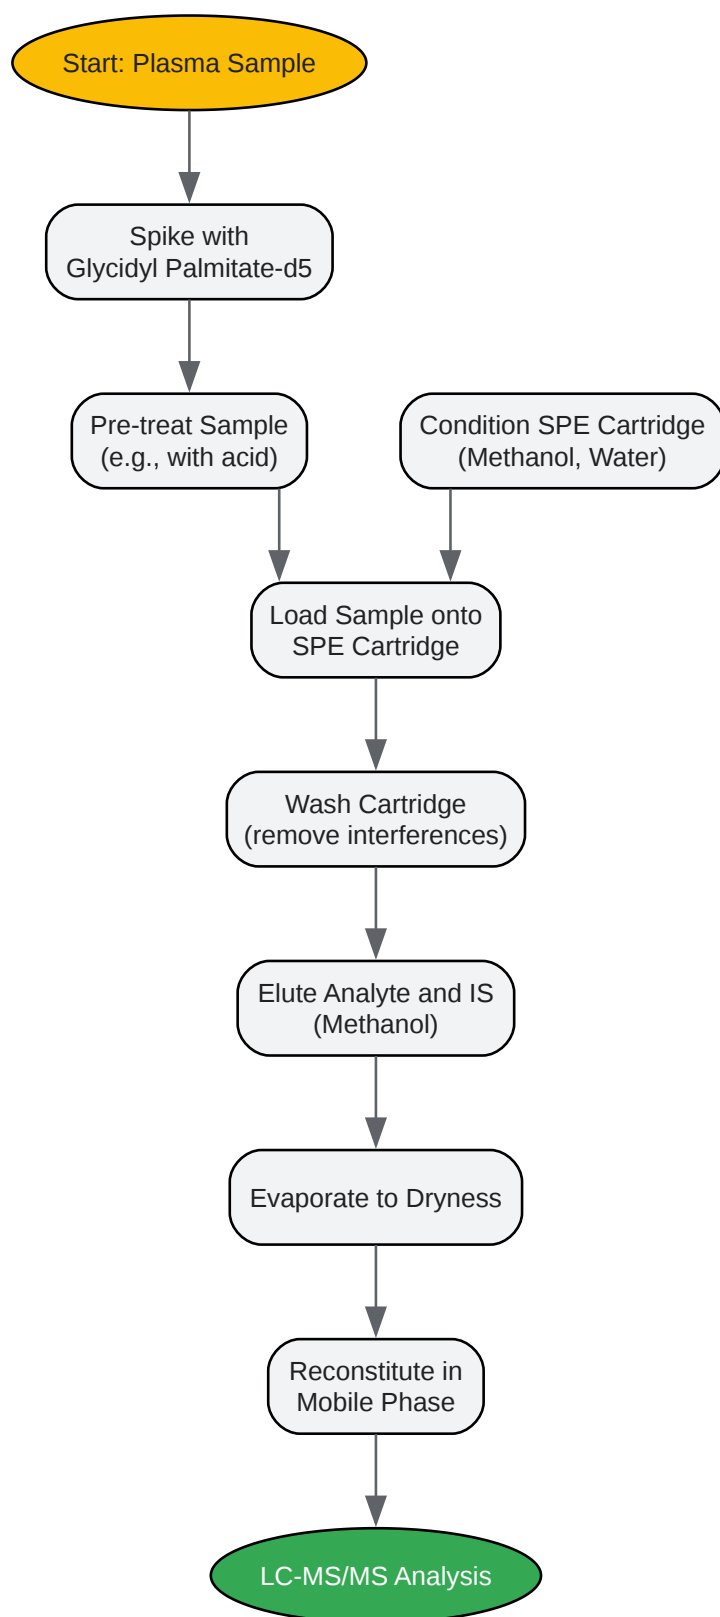 Start: Plasma Sample
Spike with
Glycidyl Palmitate-d5
Pre-treat Sample
(e.g., with acid)
Condition SPE Cartridge
(Methanol, Water)
Load Sample onto
SPE Cartridge
Wash Cartridge
(remove interferences)
Elute Analyte and IS
(Methanol)
Evaporate to Dryness
Reconstitute in
Mobile Phase
LC-MS/MS Analysis